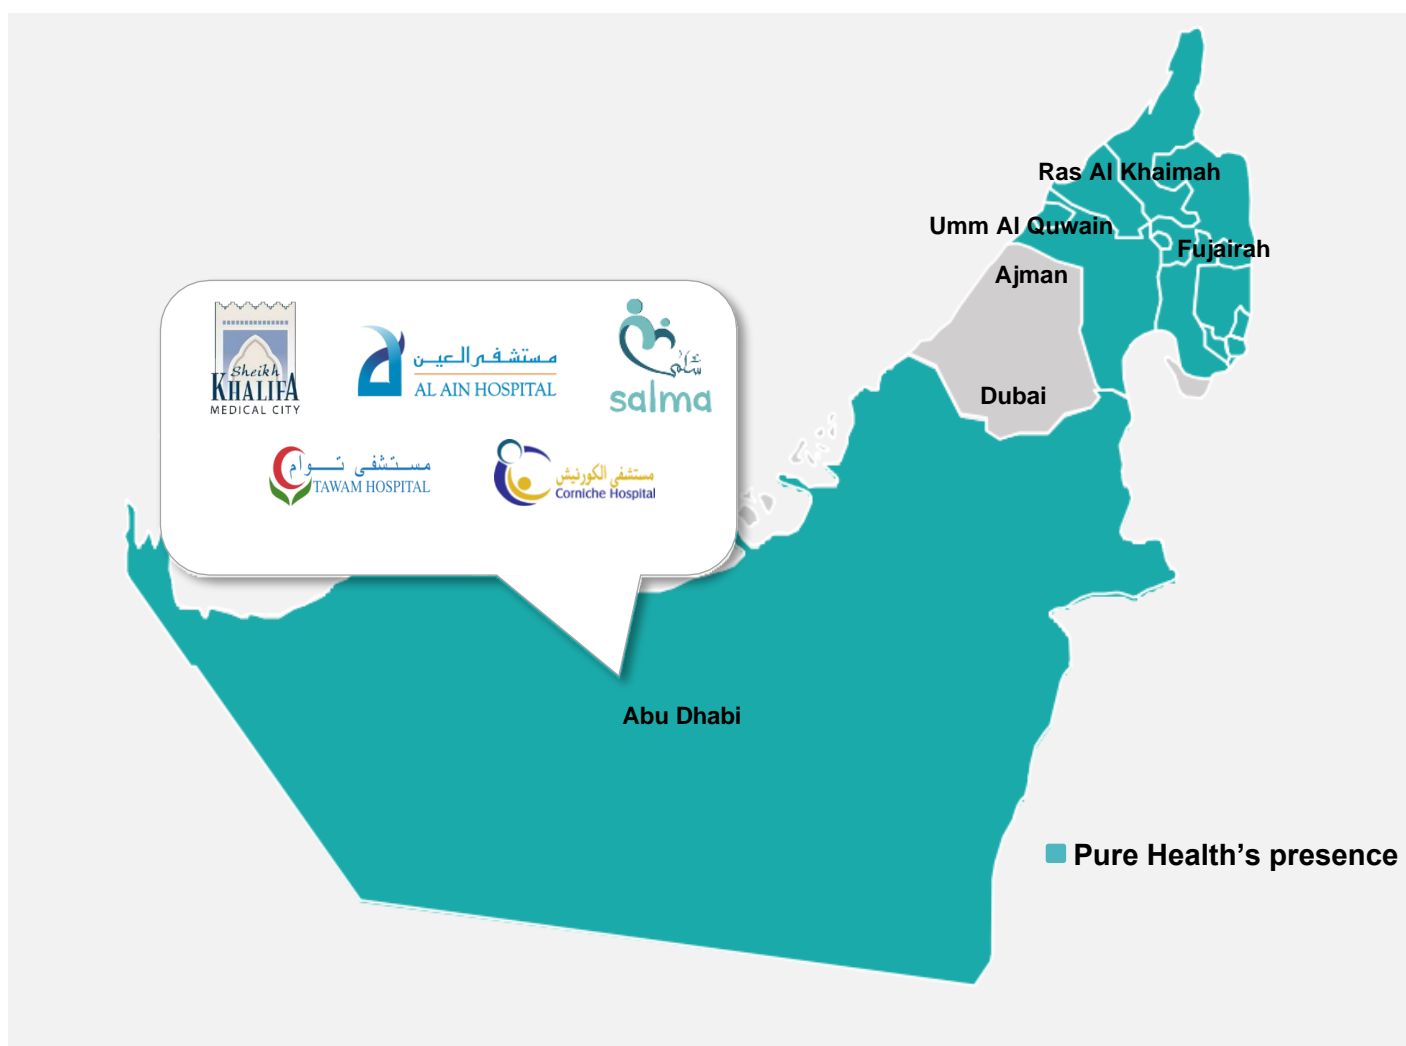 Ras Al Khaimah
Umm Al Quwain
Fujairah
Ajman
Dubai
Sheikh
KHALIFA
MEDICAL CITY
مستشفى العين
AL AIN HOSPITAL
سلمى
salma
مستشفى توام
TAWAM HOSPITAL
مستشفى الكورنيش
Corniche Hospital
Abu Dhabi
Pure Health’s presence